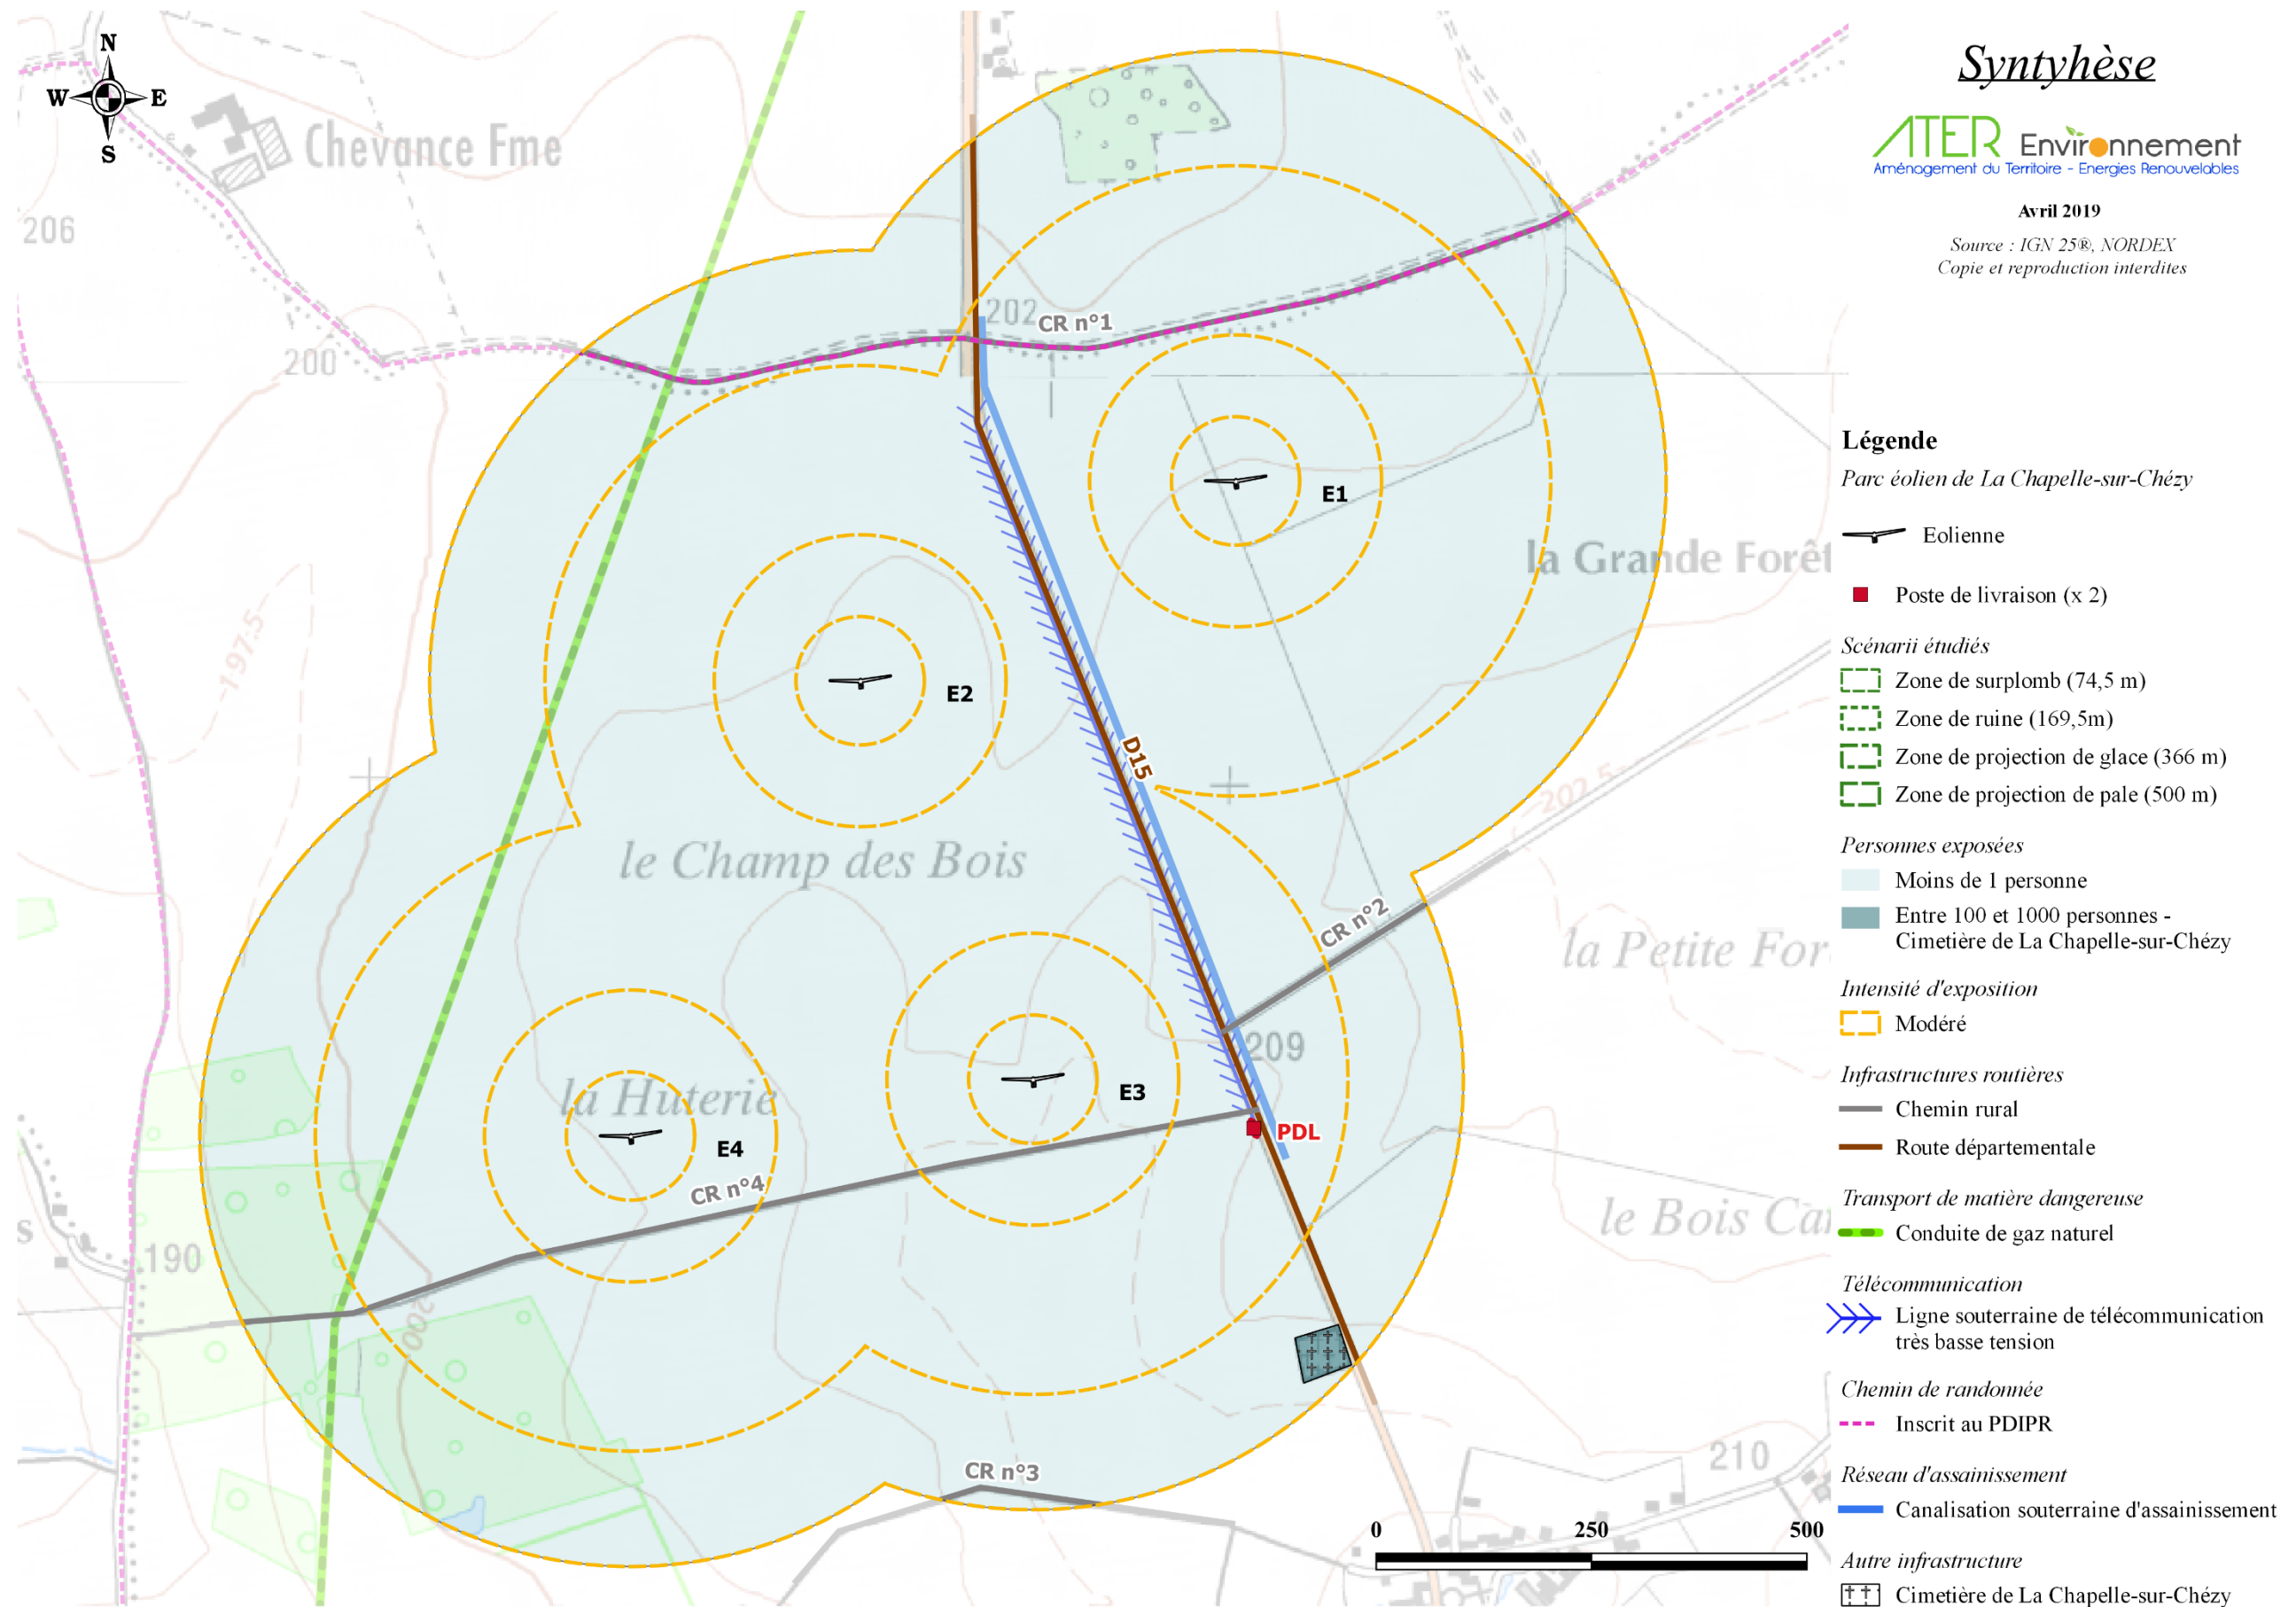 Syntyhèse
ATER Environnement
Aménagement du Territoire - Energies Renouvelables
Avril 2019
Source : IGN 25®, NORDEX
Copie et reproduction interdites
Légende
Parc éolien de La Chapelle-sur-Chézy
Eolienne
Poste de livraison (x 2)
Scénarii étudiés
Zone de surplomb (74,5 m)
Zone de ruine (169,5m)
Zone de projection de glace (366 m)
Zone de projection de pale (500 m)
Personnes exposées
Moins de 1 personne
Entre 100 et 1000 personnes -
Cimetière de La Chapelle-sur-Chézy
Intensité d'exposition
Modéré
Infrastructures routières
Chemin rural
Route départementale
Transport de matière dangereuse
Conduite de gaz naturel
Télécommunication
Ligne souterraine de télécommunication
très basse tension
Chemin de randonnée
Inscrit au PDIPR
Réseau d'assainissement
Canalisation souterraine d'assainissement
Autre infrastructure
Cimetière de La Chapelle-sur-Chézy
N
W E
S
Chevance Fme
206
200
202
CR n°1
E1
la Grande Forêt
197.5
E2
D15
202.5
le Champ des Bois
CR n°2
la Petite For
209
la Huterie
E3
PDL
E4
CR n°4
le Bois Ca
s
190
200
CR n°3
210
0 250 500